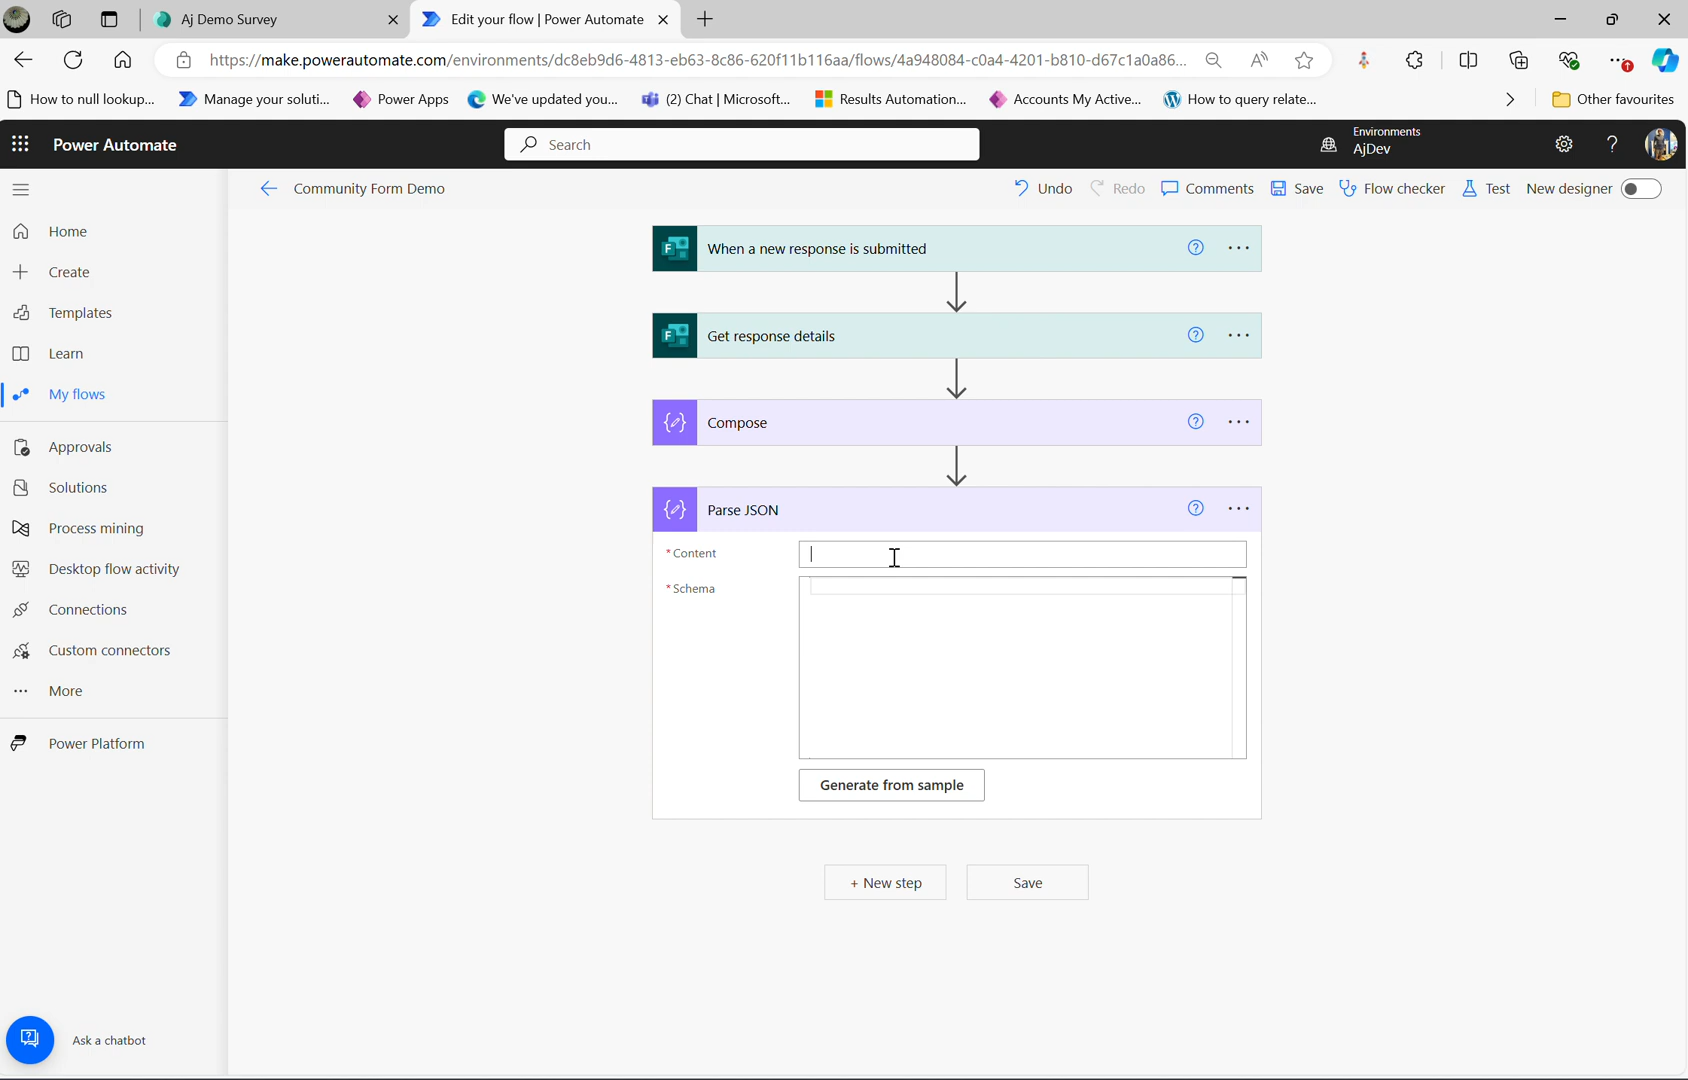 Aj Demo Survey
Edit your flow | Power Automate
https://make.powerautomate.com/environments/dc8eb9d6-4813-eb63-8c86-620f11b116aa/flows/4a948084-c0a4-4201-b810-d67c1a0a86...
How to null lookup...
Manage your soluti...
Power Apps
We've updated you...
(2) Chat | Microsoft...
Results Automation...
Accounts My Active...
How to query relate...
Other favourites
Power Automate
Search
Environments
AjDev
Community Form Demo
Undo
Redo
Comments
Save
Flow checker
Test
New designer
Home
Create
Templates
Learn
My flows
Approvals
Solutions
Process mining
Desktop flow activity
Connections
Custom connectors
More
Power Platform
Ask a chatbot
When a new response is submitted
Get response details
Compose
Parse JSON
* Content
* Schema
Generate from sample
+ New step
Save